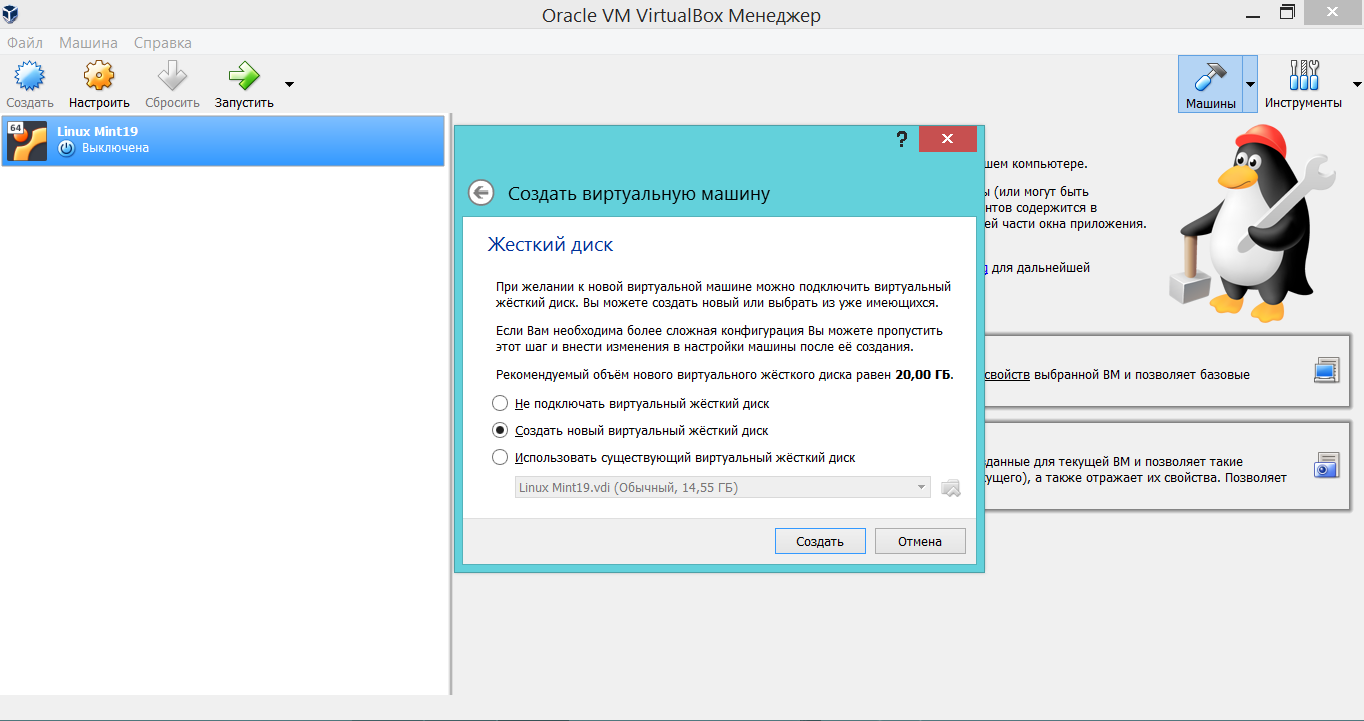 Oracle VM VirtualBox Менеджер
Файл Машина Справка
Создать Настроить Сбросить Запустить Машины Инструменты
64
Linux Mint19
Выключена
?
Создать виртуальную машину
Жесткий диск
При желании к новой виртуальной машине можно подключить виртуальный
жёсткий диск. Вы можете создать новый или выбрать из уже имеющихся.
Если Вам необходима более сложная конфигурация Вы можете пропустить
этот шаг и внести изменения в настройки машины после её создания.
Рекомендуемый объём нового виртуального жёсткого диска равен 20,00 ГБ.
Не подключать виртуальный жёсткий диск
Создать новый виртуальный жёсткий диск
Использовать существующий виртуальный жёсткий диск
Linux Mint19.vdi (Обычный, 14,55 ГБ)
Создать Отмена
шем компьютере.
ы (или могут быть
нтов содержится в
ей части окна приложения.
для дальнейшей
свойств выбранной ВМ и позволяет базовые
зданные для текущей ВМ и позволяет такие
кущего), а также отражает их свойства. Позволяет